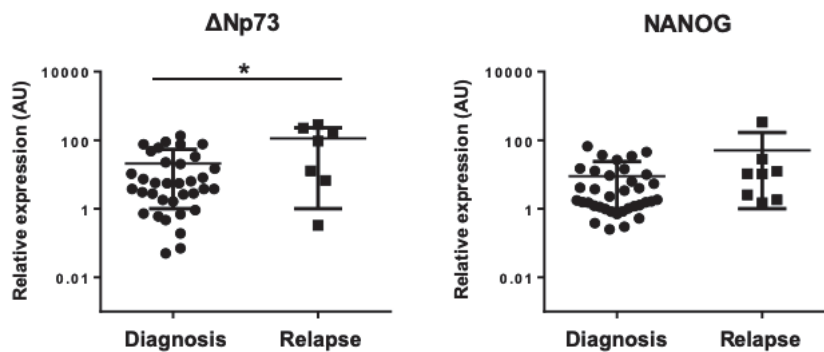 ΔNp73
Relative expression (AU)
10000
100
1
0.01
*
Diagnosis Relapse
NANOG
Relative expression (AU)
10000
100
1
0.01
Diagnosis Relapse